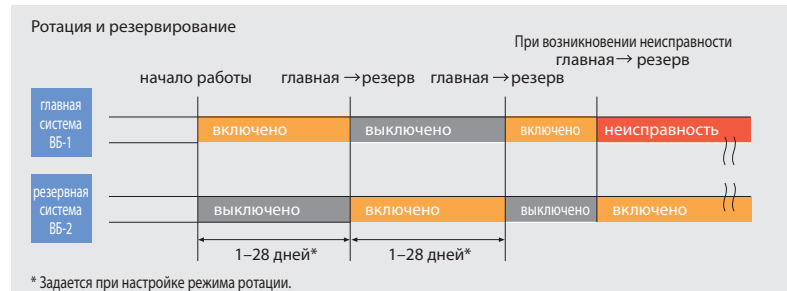 Ротация и резервирование
При возникновении неисправности
главная→ резерв
начало работы
главная →резерв
главная →резерв
главная
система
ВБ-1
включено
выключено
включено
неисправность
резервная
система
ВБ-2
выключено
включено
выключено
включено
1–28 дней*
1–28 дней*
* Задается при настройке режима ротации.